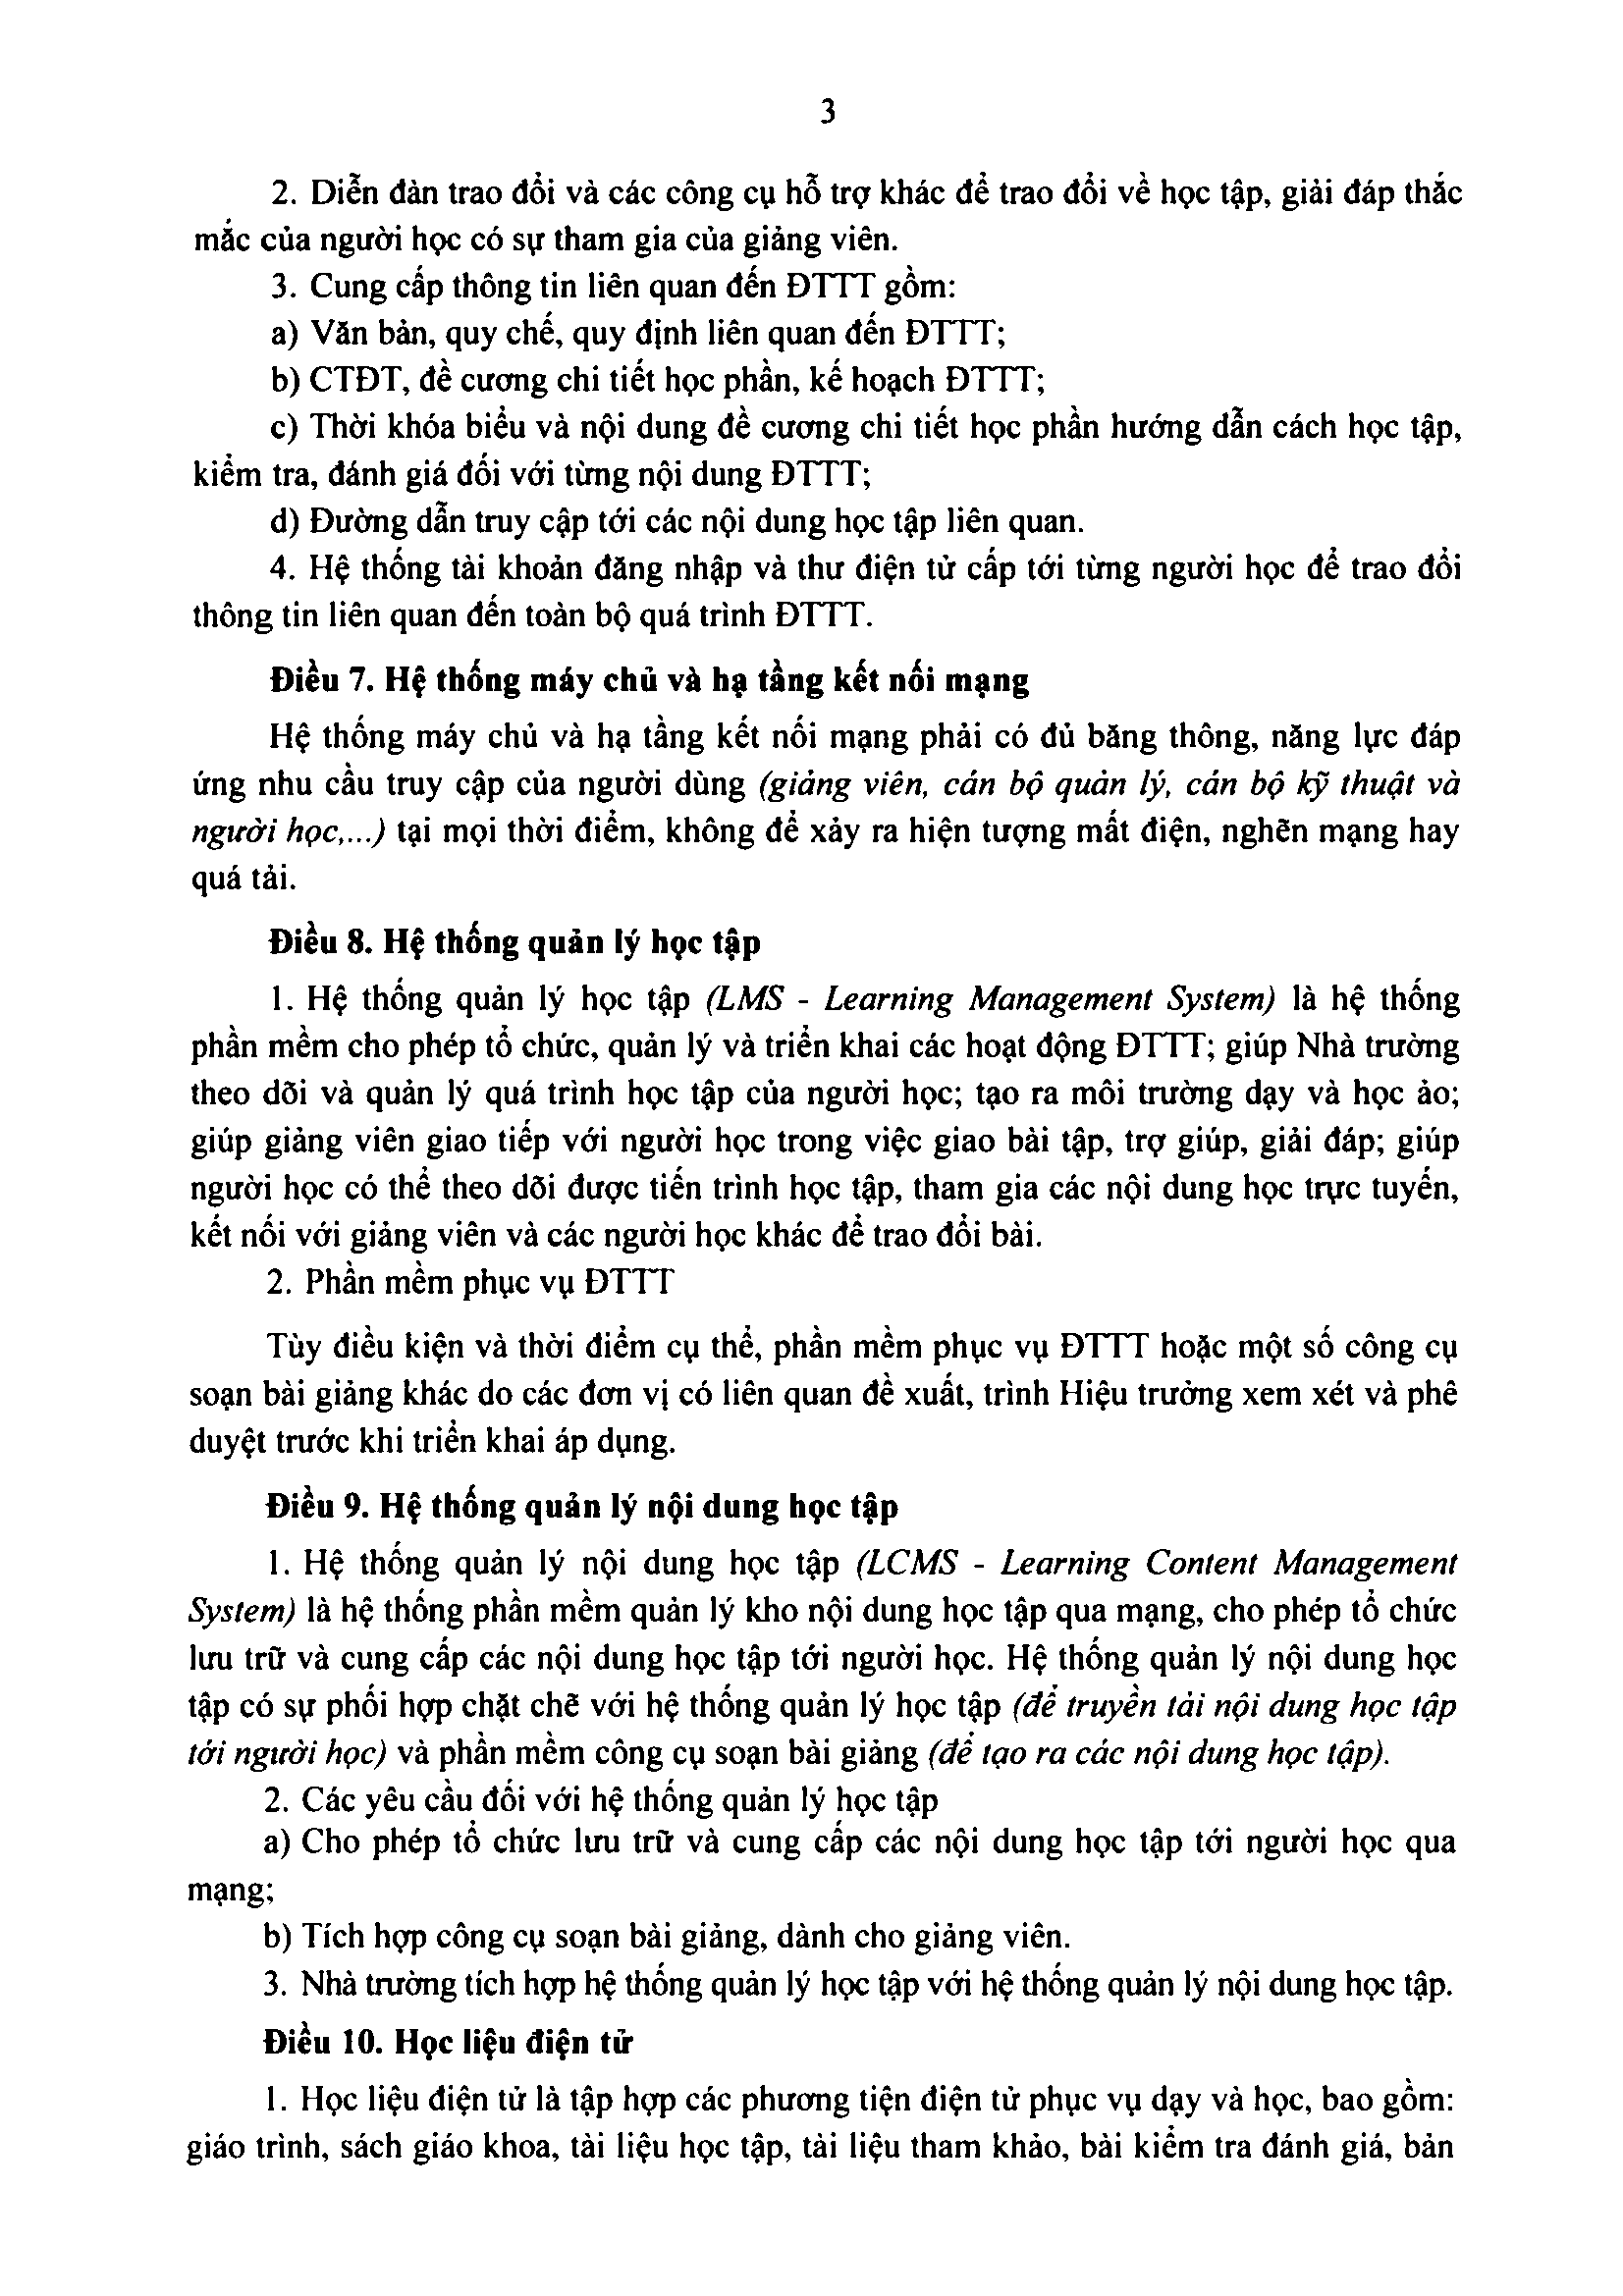 3
2. Diễn đàn trao đổi và các công cụ hỗ trợ khác để trao đổi về học tập, giải đáp thắc
mắc của người học có sự tham gia của giảng viên.
3. Cung cấp thông tin liên quan đến ĐTTT gồm:
a) Văn bản, quy chế, quy định liên quan đến ĐTTT;
b) CTĐT, đề cương chi tiết học phần, kế hoạch ĐTTT;
c) Thời khóa biểu và nội dung đề cương chi tiết học phần hướng dẫn cách học tập,
kiểm tra, đánh giá đối với từng nội dung ĐTTT;
d) Đường dẫn truy cập tới các nội dung học tập liên quan.
4. Hệ thống tài khoản đăng nhập và thư điện tử cấp tới từng người học để trao đổi
thông tin liên quan đến toàn bộ quá trình ĐTTT.
Điều 7. Hệ thống máy chủ và hạ tầng kết nối mạng
Hệ thống máy chủ và hạ tầng kết nối mạng phải có đủ băng thông, năng lực đáp
ứng nhu cầu truy cập của người dùng (giảng viên, cán bộ quản lý, cán bộ kỹ thuật và
người học,...) tại mọi thời điểm, không để xảy ra hiện tượng mất điện, nghẽn mạng hay
quá tải.
Điều 8. Hệ thống quản lý học tập
1. Hệ thống quản lý học tập (LMS - Learning Management System) là hệ thống
phần mềm cho phép tổ chức, quản lý và triển khai các hoạt động ĐTTT; giúp Nhà trường
theo dõi và quản lý quá trình học tập của người học; tạo ra môi trường dạy và học ảo;
giúp giảng viên giao tiếp với người học trong việc giao bài tập, trợ giúp, giải đáp; giúp
người học có thể theo dõi được tiến trình học tập, tham gia các nội dung học trực tuyến,
kết nối với giảng viên và các người học khác để trao đổi bài.
2. Phần mềm phục vụ ĐTTT
Tùy điều kiện và thời điểm cụ thể, phần mềm phục vụ ĐTTT hoặc một số công cụ
soạn bài giảng khác do các đơn vị có liên quan đề xuất, trình Hiệu trưởng xem xét và phê
duyệt trước khi triển khai áp dụng.
Điều 9. Hệ thống quản lý nội dung học tập
1. Hệ thống quản lý nội dung học tập (LCMS - Learning Content Management
System) là hệ thống phần mềm quản lý kho nội dung học tập qua mạng, cho phép tổ chức
lưu trữ và cung cấp các nội dung học tập tới người học. Hệ thống quản lý nội dung học
tập có sự phối hợp chặt chẽ với hệ thống quản lý học tập (để truyền tải nội dung học tập
tới người học) và phần mềm công cụ soạn bài giảng (để tạo ra các nội dung học tập).
2. Các yêu cầu đối với hệ thống quản lý học tập
a) Cho phép tổ chức lưu trữ và cung cấp các nội dung học tập tới người học qua
mạng;
b) Tích hợp công cụ soạn bài giảng, dành cho giảng viên.
3. Nhà trường tích hợp hệ thống quản lý học tập với hệ thống quản lý nội dung học tập.
Điều 10. Học liệu điện tử
1. Học liệu điện tử là tập hợp các phương tiện điện tử phục vụ dạy và học, bao gồm:
giáo trình, sách giáo khoa, tài liệu học tập, tài liệu tham khảo, bài kiểm tra đánh giá, bản